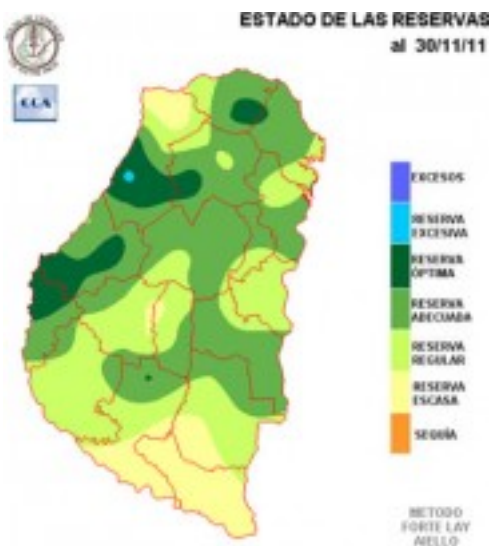 ESTADO DE LAS RESERVAS
al 30/11/11
CCA
EXCESOS
RESERVA
EXCESIVA
RESERVA
ÓPTIMA
RESERVA
ADECUADA
RESERVA
REGULAR
RESERVA
ESCASA
SEQUÍA
METODO
FORTE LAY
AIELLO